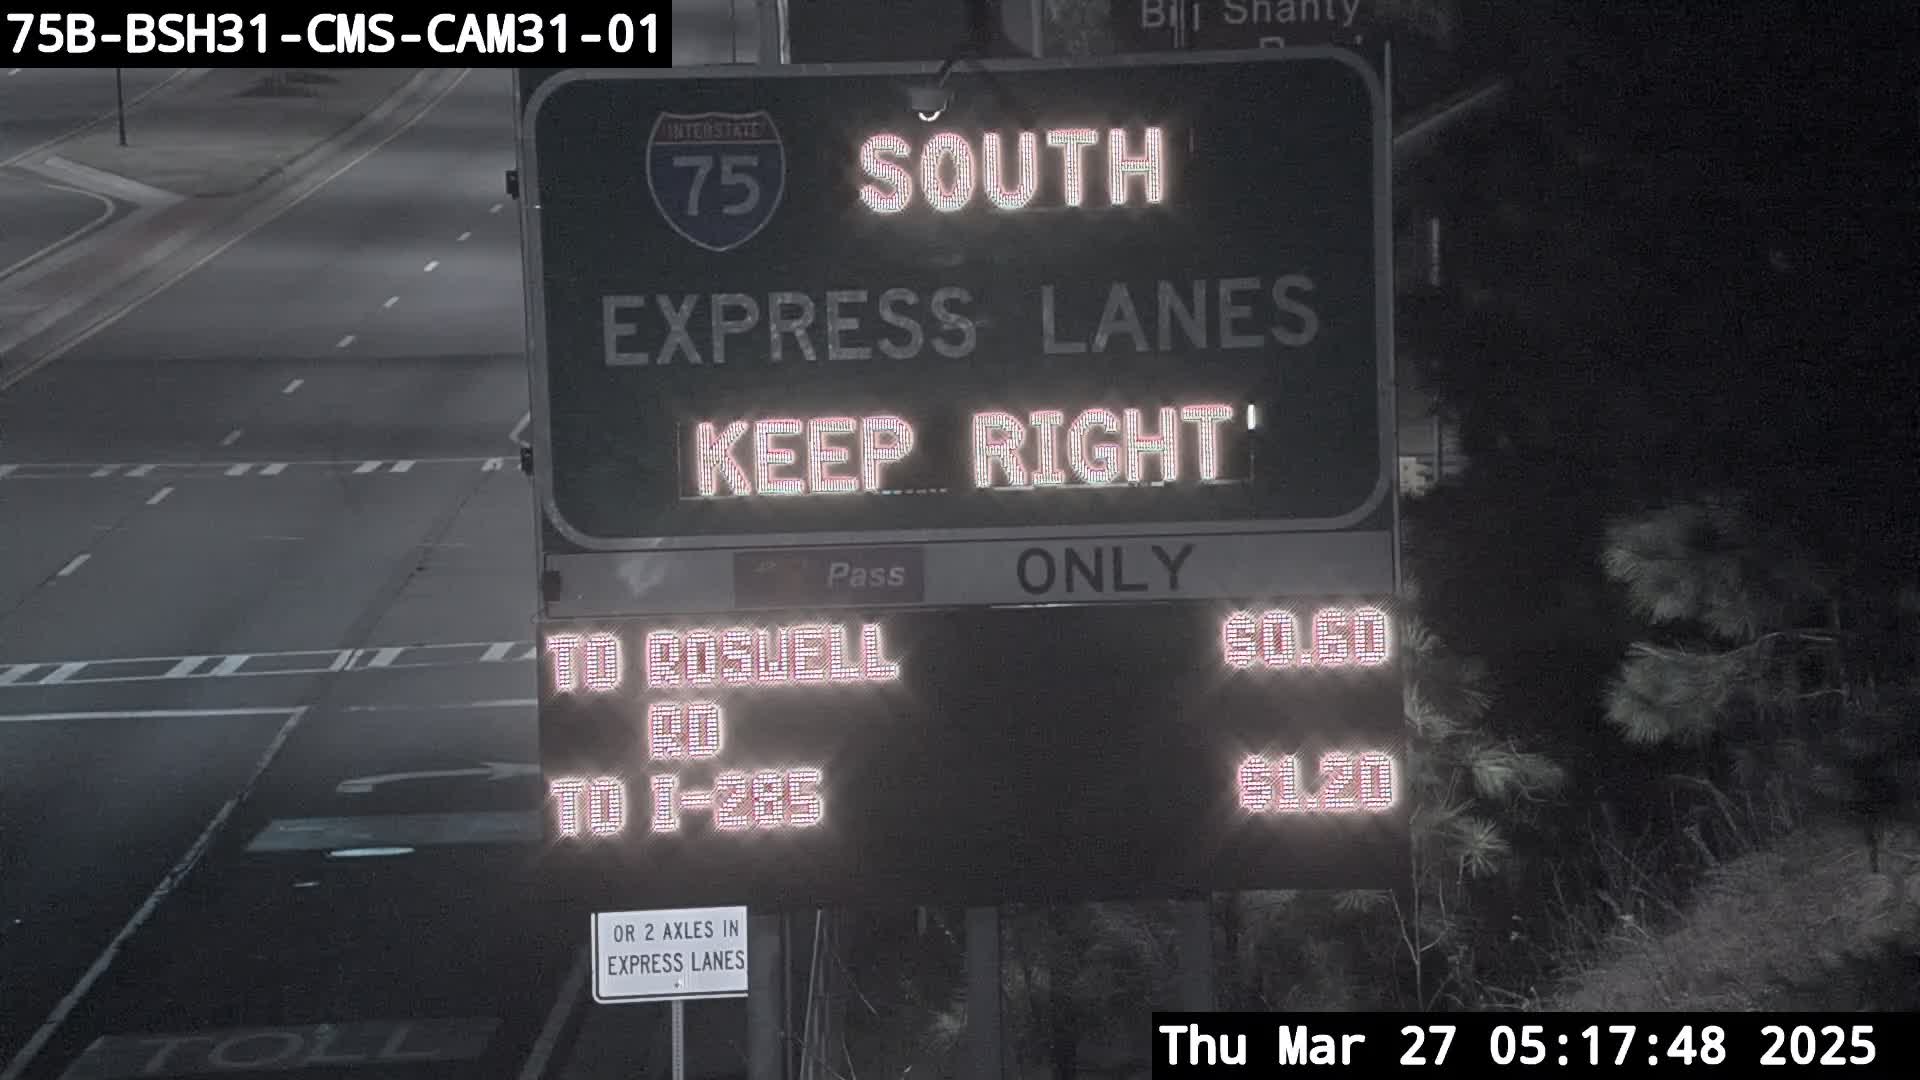 75B-BSH31-CMS-CAM31-01
Shanty
INTERSTATE
75
SOUTH
EXPRESS LANES
KEEP RIGHT
Pass ONLY
TO ROSWELL $0.60
RD
TO I-285 $1.20
OR 2 AXLES IN
EXPRESS LANES
TOLL
Thu Mar 27 05:17:48 2025